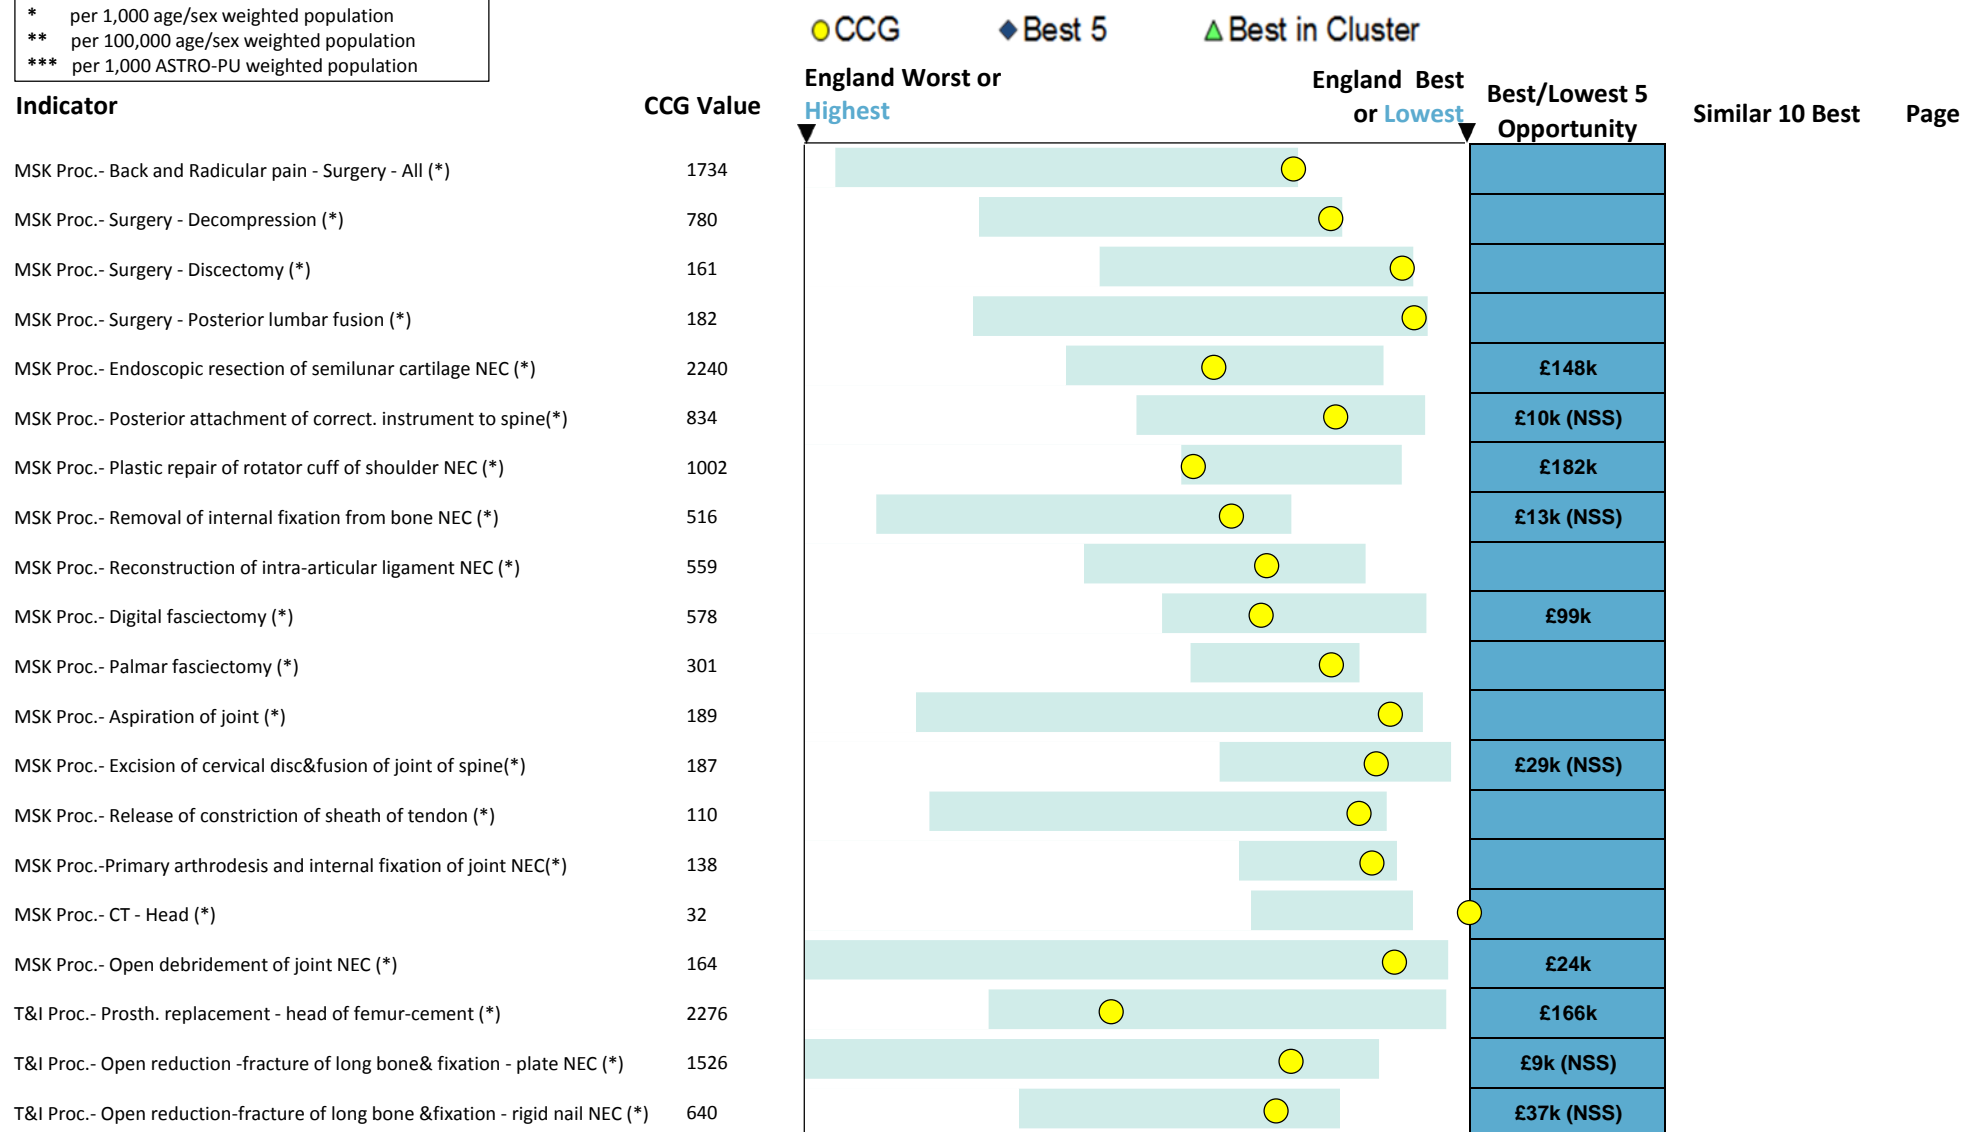 * per 1,000 age/sex weighted population
** per 100,000 age/sex weighted population
*** per 1,000 ASTRO-PU weighted population
CCG Best 5 Best in Cluster
Indicator CCG Value England Worst or Highest England Best or Lowest Best/Lowest 5 Opportunity Similar 10 Best Page
MSK Proc.- Back and Radicular pain - Surgery - All (*) 1734
MSK Proc.- Surgery - Decompression (*) 780
MSK Proc.- Surgery - Discectomy (*) 161
MSK Proc.- Surgery - Posterior lumbar fusion (*) 182
MSK Proc.- Endoscopic resection of semilunar cartilage NEC (*) 2240 £148k
MSK Proc.- Posterior attachment of correct. instrument to spine(*) 834 £10k (NSS)
MSK Proc.- Plastic repair of rotator cuff of shoulder NEC (*) 1002 £182k
MSK Proc.- Removal of internal fixation from bone NEC (*) 516 £13k (NSS)
MSK Proc.- Reconstruction of intra-articular ligament NEC (*) 559
MSK Proc.- Digital fasciectomy (*) 578 £99k
MSK Proc.- Palmar fasciectomy (*) 301
MSK Proc.- Aspiration of joint (*) 189
MSK Proc.- Excision of cervical disc&fusion of joint of spine(*) 187 £29k (NSS)
MSK Proc.- Release of constriction of sheath of tendon (*) 110
MSK Proc.-Primary arthrodesis and internal fixation of joint NEC(*) 138
MSK Proc.- CT - Head (*) 32
MSK Proc.- Open debridement of joint NEC (*) 164 £24k
T&I Proc.- Prosth. replacement - head of femur-cement (*) 2276 £166k
T&I Proc.- Open reduction -fracture of long bone& fixation - plate NEC (*) 1526 £9k (NSS)
T&I Proc.- Open reduction-fracture of long bone &fixation - rigid nail NEC (*) 640 £37k (NSS)